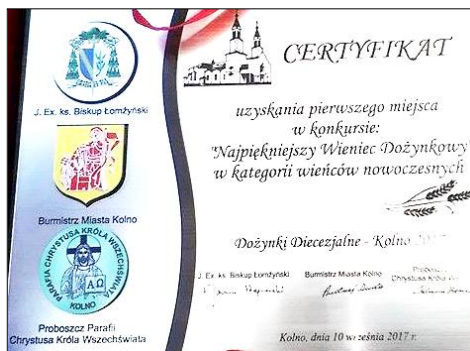 J. Ex. ks. Biskup Łomżyński
Burmistrz Miasta Kolno
PARAFIA CHRYSTUSA KRÓLA WSZECHŚWIATA
KOLNO
Α Ω
Proboszcz Parafii
Chrystusa Króla Wszechświata
CERTYFIKAT
uzyskania pierwszego miejsca
w konkursie:
"Najpiękniejszy Wieniec Dożynkowy
w kategorii wieńców nowoczesnych
Dożynki Diecezjalne - Kolno
J. Ex. ks. Biskup Łomżyński
Burmistrz Miasta Kolno
Chrystusa
Kolno, dnia 10 września 2017 r.